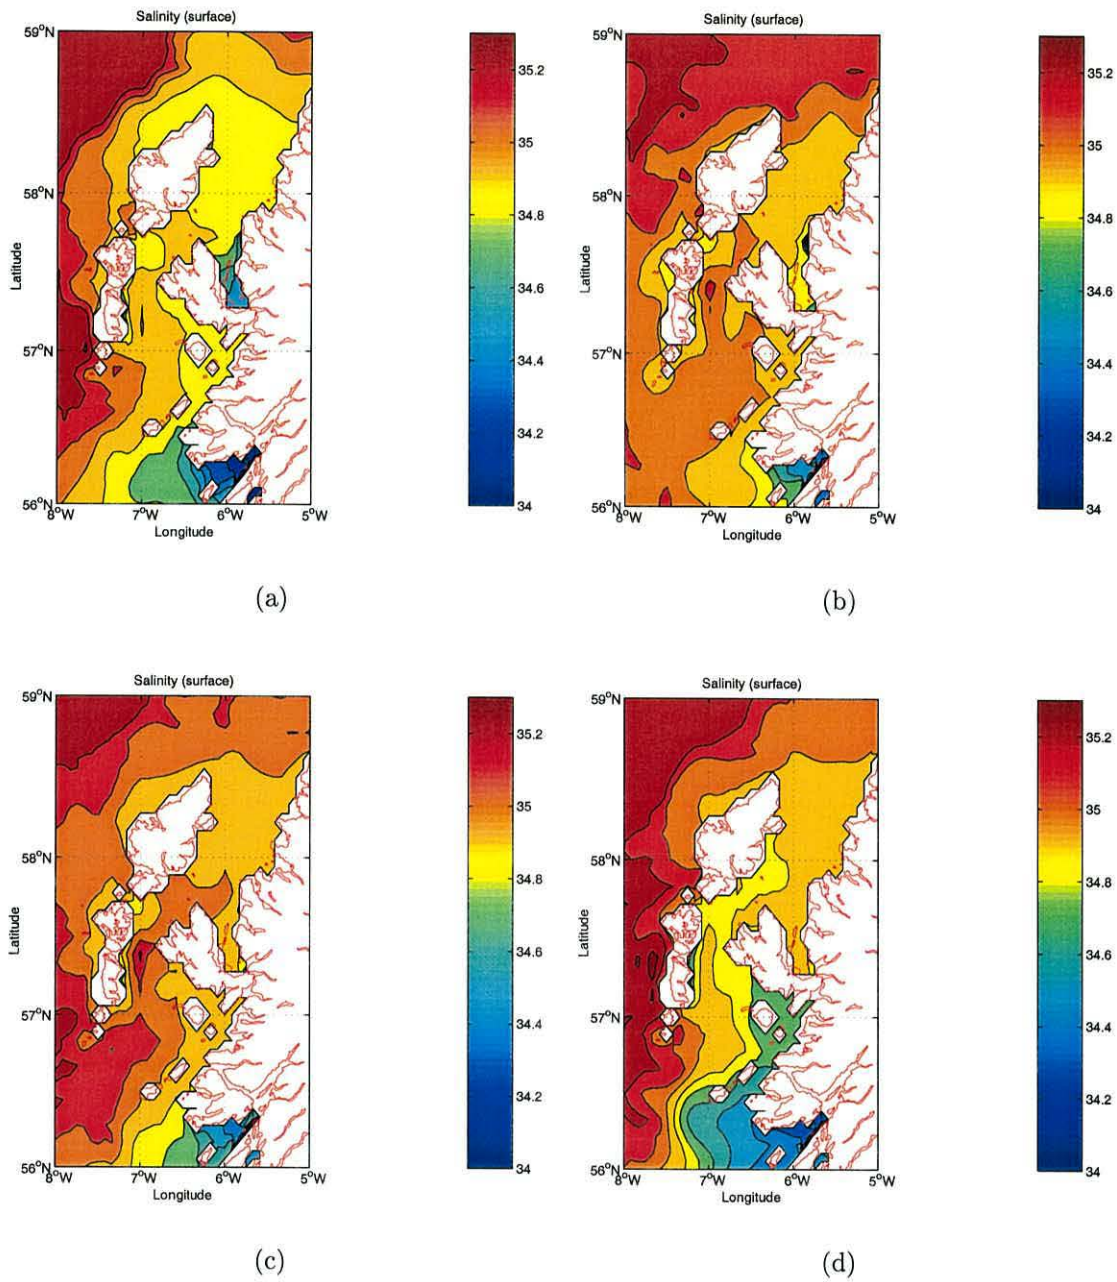 Salinity (surface)
59°N
58°N
57°N
56°N
8°W 7°W 6°W 5°W
Latitude
Longitude
35.2
35
34.8
34.6
34.4
34.2
34
(a)
Salinity (surface)
59°N
58°N
57°N
56°N
8°W 7°W 6°W 5°W
Latitude
Longitude
35.2
35
34.8
34.6
34.4
34.2
34
(b)
Salinity (surface)
59°N
58°N
57°N
56°N
8°W 7°W 6°W 5°W
Latitude
Longitude
35.2
35
34.8
34.6
34.4
34.2
34
(c)
Salinity (surface)
59°N
58°N
57°N
56°N
8°W 7°W 6°W 5°W
Latitude
Longitude
35.2
35
34.8
34.6
34.4
34.2
34
(d)